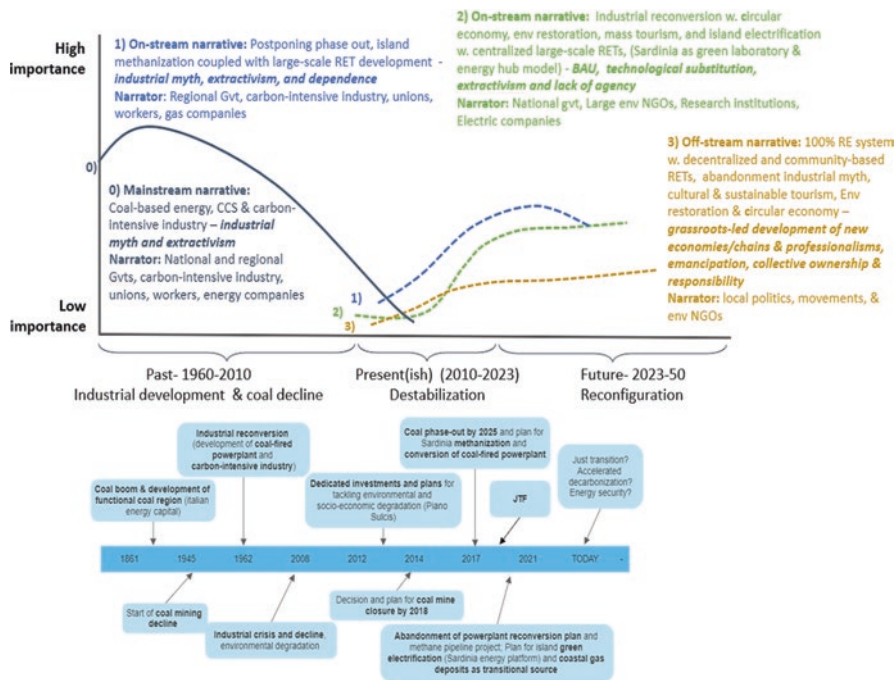 High
importance
1) On-stream narrative: Postponing phase out, island
methanization coupled with large-scale RET development -
industrial myth, extractivism, and dependence
Narrator: Regional Gvt, carbon-intensive industry, unions,
workers, gas companies
2) On-stream narrative: Industrial reconversion w. circular
economy, env restoration, mass tourism, and island electrification
w. centralized large-scale RETs, (Sardinia as green laboratory &
energy hub model) - BAU, technological substitution,
extractivism and lack of agency
Narrator: National gvt, Large env NGOs, Research institutions,
Electric companies
3) Off-stream narrative: 100% RE system
w. decentralized and community-based
RETs, abandonment industrial myth,
cultural & sustainable tourism, Env
restoration & circular economy –
grassroots-led development of new
economies/chains & professionalisms,
emancipation, collective ownership &
responsibility
Narrator: local politics, movements, &
env NGOs
0)
0) Mainstream narrative:
Coal-based energy, CCS & carbon-
intensive industry – industrial
myth and extractivism
Narrator: National and regional
Gvts, carbon-intensive industry,
unions, workers, energy companies
1)
2)
3)
Low
importance
Past- 1960-2010
Industrial development & coal decline
Present(ish) (2010-2023)
Destabilization
Future- 2023-50
Reconfiguration
Coal boom & development of
functional coal region (italian
energy capital)
Industrial reconversion
(development of coal-fired
powerplant and
carbon-intensive industry)
Dedicated investments and plans for
tackling environmental and
socio-economic degradation (Piano
Sulcis)
Coal phase-out by 2025 and plan for
Sardinia methanization and
conversion of coal-fired powerplant
JTF
Just transition?
Accelerated
decarbonization?
Energy security?
1861 1945 1962 2008 2012 2014 2017 2021 TODAY -
Start of coal mining
decline
Industrial crisis and decline,
environmental degradation
Decision and plan for coal mine
closure by 2018
Abandonment of powerplant reconversion plan and
methane pipeline project; Plan for island green
electrification (Sardinia energy platform) and coastal gas
deposits as transitional source